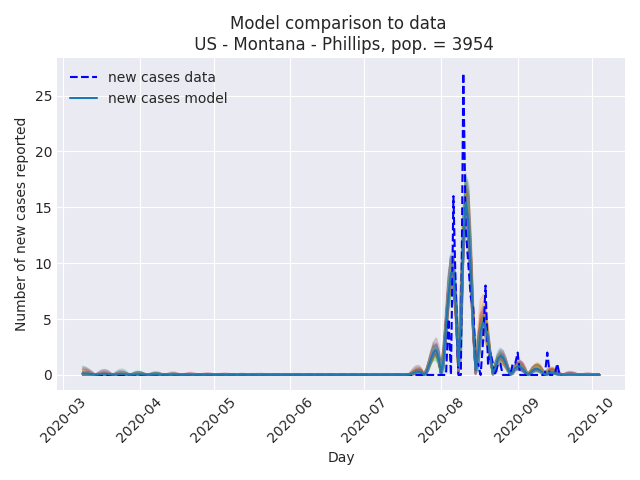 Model comparison to data
US - Montana - Phillips, pop. = 3954
new cases data
new cases model
Number of new cases reported
25
20
15
10
5
0
2020-03
2020-04
2020-05
2020-06
2020-07
2020-08
2020-09
2020-10
Day